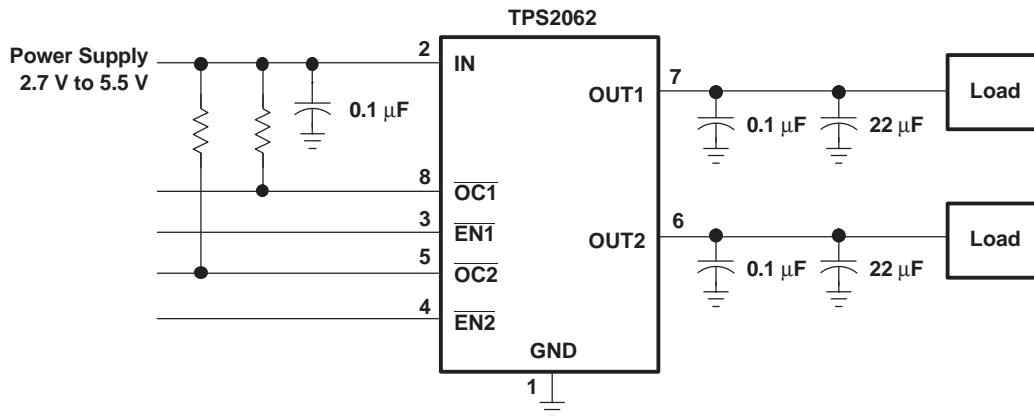 TPS2062
Power Supply
2.7 V to 5.5 V
2
IN
0.1 µF
8
OC1
3
EN1
5
OC2
4
EN2
GND
1
OUT1
7
0.1 µF
22 µF
Load
OUT2
6
0.1 µF
22 µF
Load